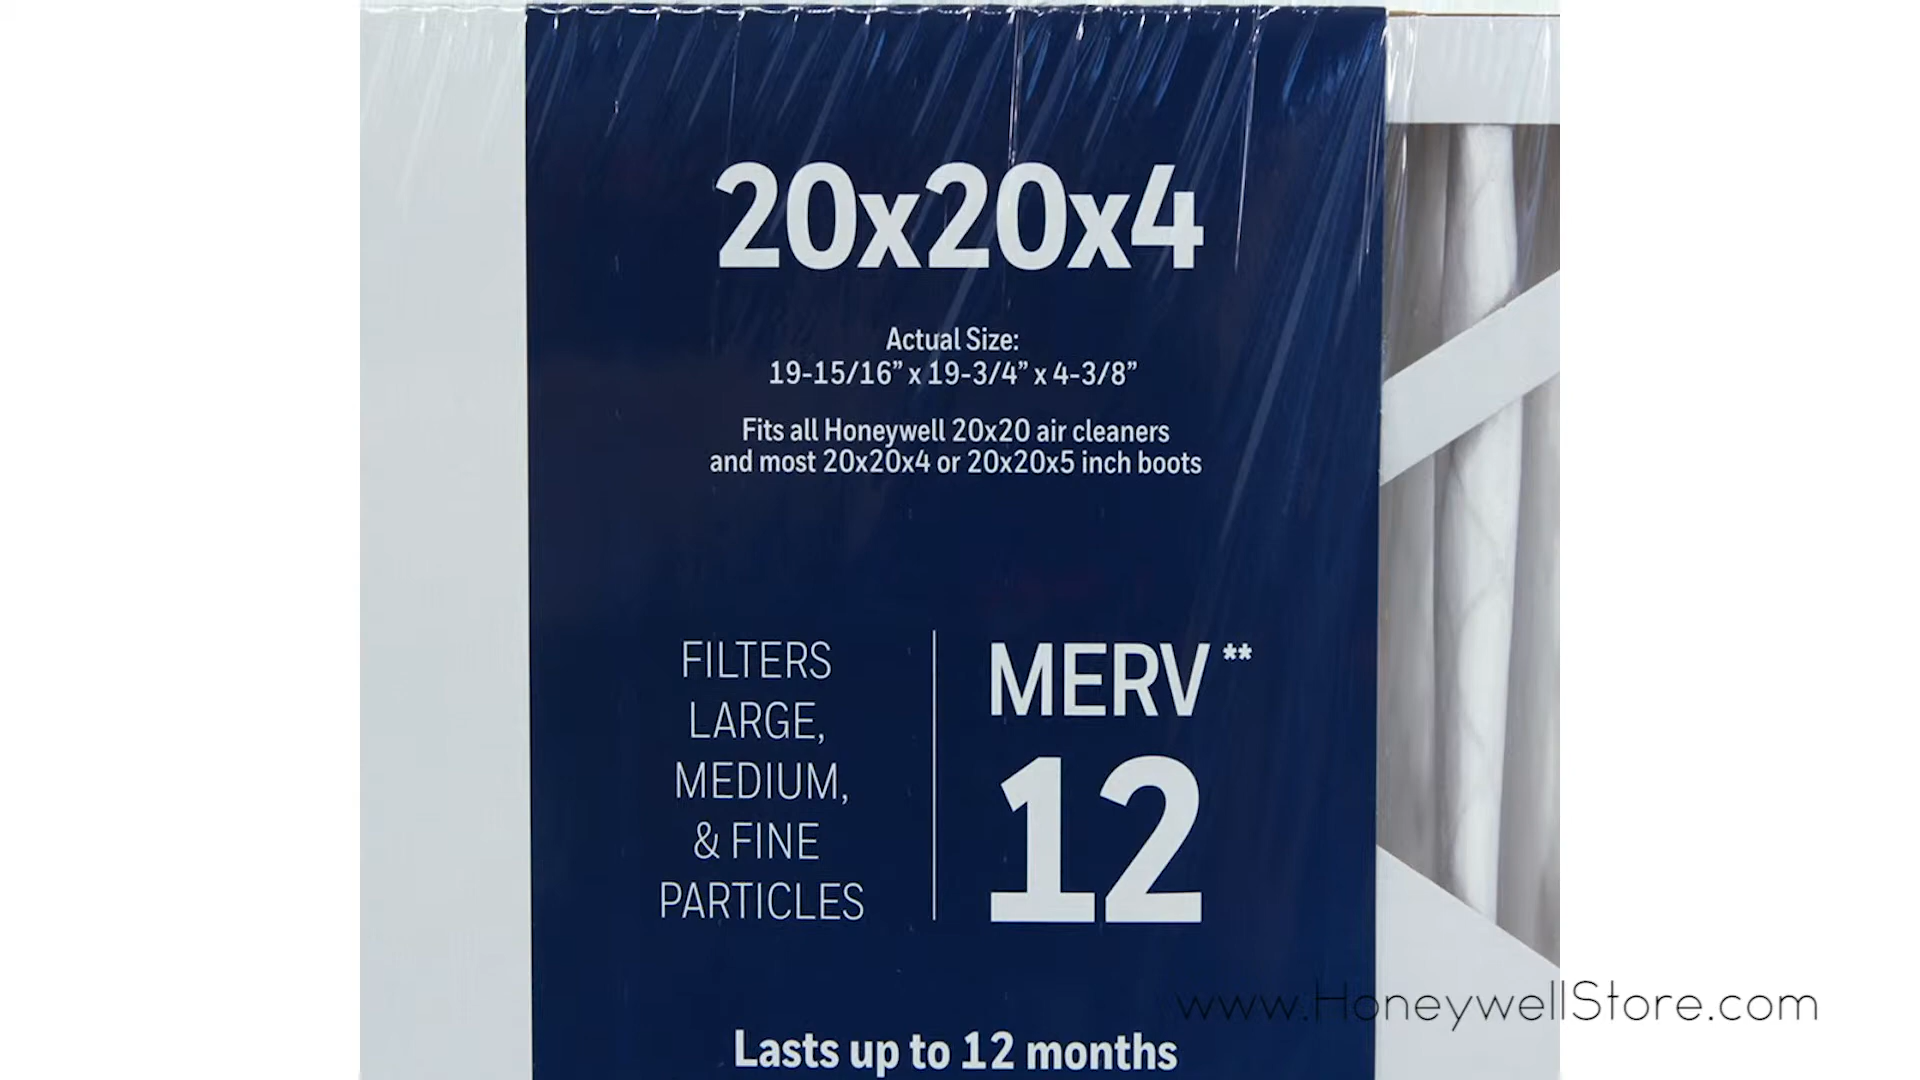 20x20x4
Actual Size:
19-15/16” x 19-3/4” x 4-3/8”
Fits all Honeywell 20x20 air cleaners
and most 20x20x4 or 20x20x5 inch boots
FILTERS
LARGE,
MEDIUM,
& FINE
PARTICLES
MERV**
12
Lasts up to 12 months
www.HoneywellStore.com